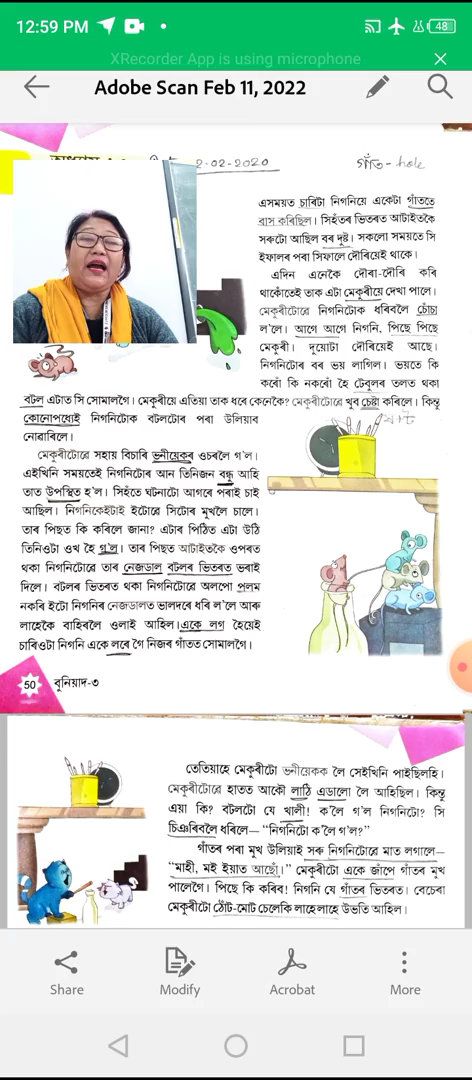 12:59 PM
48
XRecorder App is using microphone
Adobe Scan Feb 11, 2022
2-02-2020
গাঁত - hole
এসময়ত চাৰিটা নিগনিয়ে একেটা গাঁততে
বাস কৰিছিল। সিহঁতৰ ভিতৰত আটাইতকৈ
সৰুটো আছিল বৰ দুষ্ট। সকলো সময়তে সি
ইফালৰ পৰা সিফালে দৌৰিয়েই থাকে।
এদিন এনেকৈ দৌৰা-দৌৰি কৰি
থাকোঁতেই তাক এটা মেকুৰীয়ে দেখা পালে।
মেকুৰীটোৱে নিগনিটোক ধৰিবলৈ চোঁচা
ল'লে। আগে আগে নিগনি, পিছে পিছে
মেকুৰী। দুয়োটা দৌৰিয়েই আছে।
নিগনিটোৰ বৰ ভয় লাগিল। ভয়তে কি
কৰোঁ কি নকৰোঁ হৈ টেবুলৰ তলত থকা
বটল এটাত সি সোমালগৈ। মেকুৰীয়ে এতিয়া তাক ধৰে কেনেকৈ? মেকুৰীটোৱে খুব চেষ্টা কৰিলে। কিন্তু
কোনোপধ্যেই নিগনিটোক বটলটোৰ পৰা উলিয়াব
নোৱাৰিলে।
মেকুৰীটোৱে সহায় বিচাৰি ভনীয়েকৰ ওচৰলৈ গ'ল।
এইখিনি সময়তেই নিগনিটোৰ আন তিনিজন বন্ধু আহি
তাত উপস্থিত হ'ল। সিহঁতে ঘটনাটো আগৰে পৰাই চাই
আছিল। নিগনিকেইটাই ইটোৱে সিটোৰ মুখলৈ চালে।
তাৰ পিছত কি কৰিলে জানা? এটাৰ পিঠিত এটা উঠি
তিনিওটা ওখ হৈ গ'ল। তাৰ পিছত আটাইতকৈ ওপৰত
থকা নিগনিটোৱে তাৰ নেজডাল বটলৰ ভিতৰত ভৰাই
দিলে। বটলৰ ভিতৰত থকা নিগনিটোৱে অলপো পলম
নকৰি ইটো নিগনিৰ নেজডালত ভালদৰে ধৰি ল'লে আৰু
লাহেকৈ বাহিৰলৈ ওলাই আহিল। একে লগ হৈয়েই
চাৰিওটা নিগনি একে লৰে গৈ নিজৰ গাঁতত সোমালগৈ।
50 বুনিয়াদ-৩
তেতিয়াহে মেকুৰীটো ভনীয়েকক লৈ সেইখিনি পাইছিলহি।
মেকুৰীটোৱে হাতত আকৌ লাঠি এডালো লৈ আহিছিল। কিন্তু
এয়া কি? বটলটো যে খালী! ক'লৈ গ'ল নিগনিটো? সি
চিঞৰিবলৈ ধৰিলে— “নিগনিটো ক'লৈ গ'ল?”
গাঁতৰ পৰা মুখ উলিয়াই সৰু নিগনিটোৱে মাত লগালে—
“মাহী, মই ইয়াত আছোঁ।” মেকুৰীটো একে জাঁপে গাঁতৰ মুখ
পালেগৈ। পিছে কি কৰিব! নিগনি যে গাঁতৰ ভিতৰত। বেচেৰা
মেকুৰীটো ঠোঁট-মোট চেলেকি লাহে লাহে উভতি আহিল।
Share
Modify
Acrobat
More